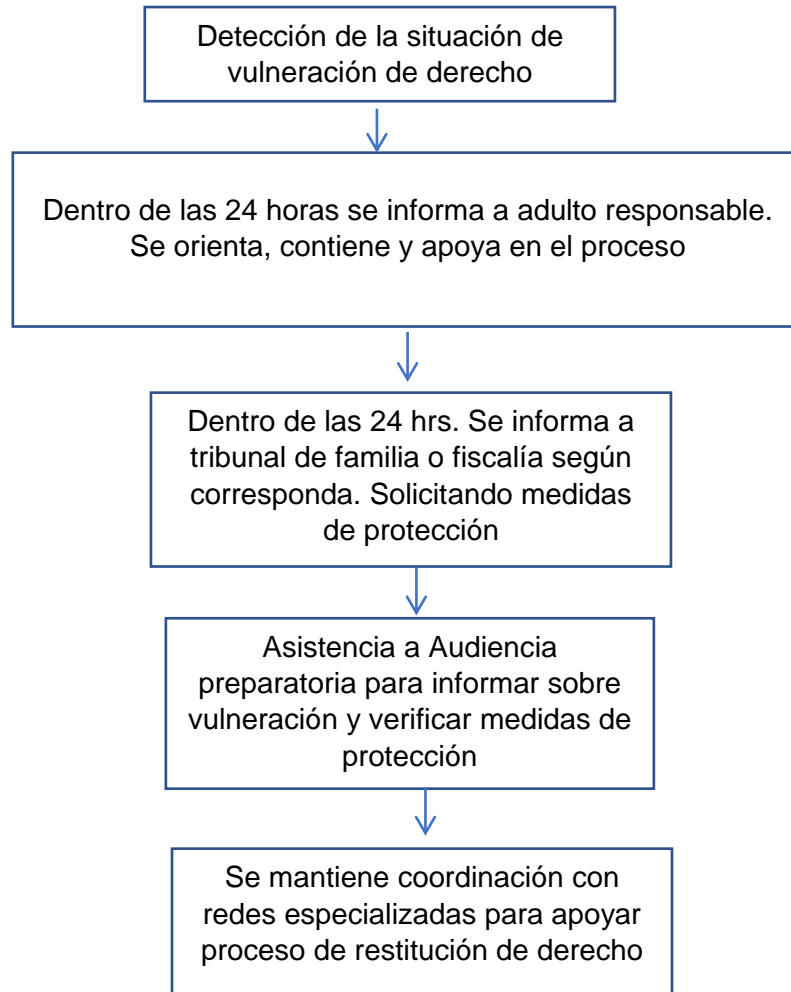 Detección de la situación de
vulneración de derecho
Dentro de las 24 horas se informa a adulto responsable.
Se orienta, contiene y apoya en el proceso
Dentro de las 24 hrs. Se informa a
tribunal de familia o fiscalía según
corresponda. Solicitando medidas
de protección
Asistencia a Audiencia
preparatoria para informar sobre
vulneración y verificar medidas de
protección
Se mantiene coordinación con
redes especializadas para apoyar
proceso de restitución de derecho